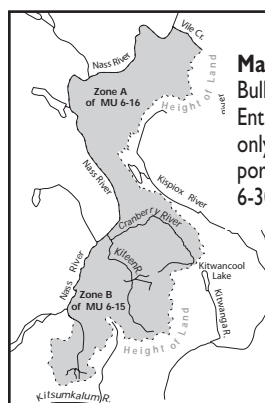 Vile Cr.
Nass River
Zone A
of MU 6-16
Height of Land
Nass River
Kispiox River
Cranberry River
Kiteen R.
Kitwancool
Lake
Nass River
Kitwanga R.
Zone B
of MU 6-15
Height of Land
Kitsumkalum R.
Ma
Bull
Ent
only
por
6-30